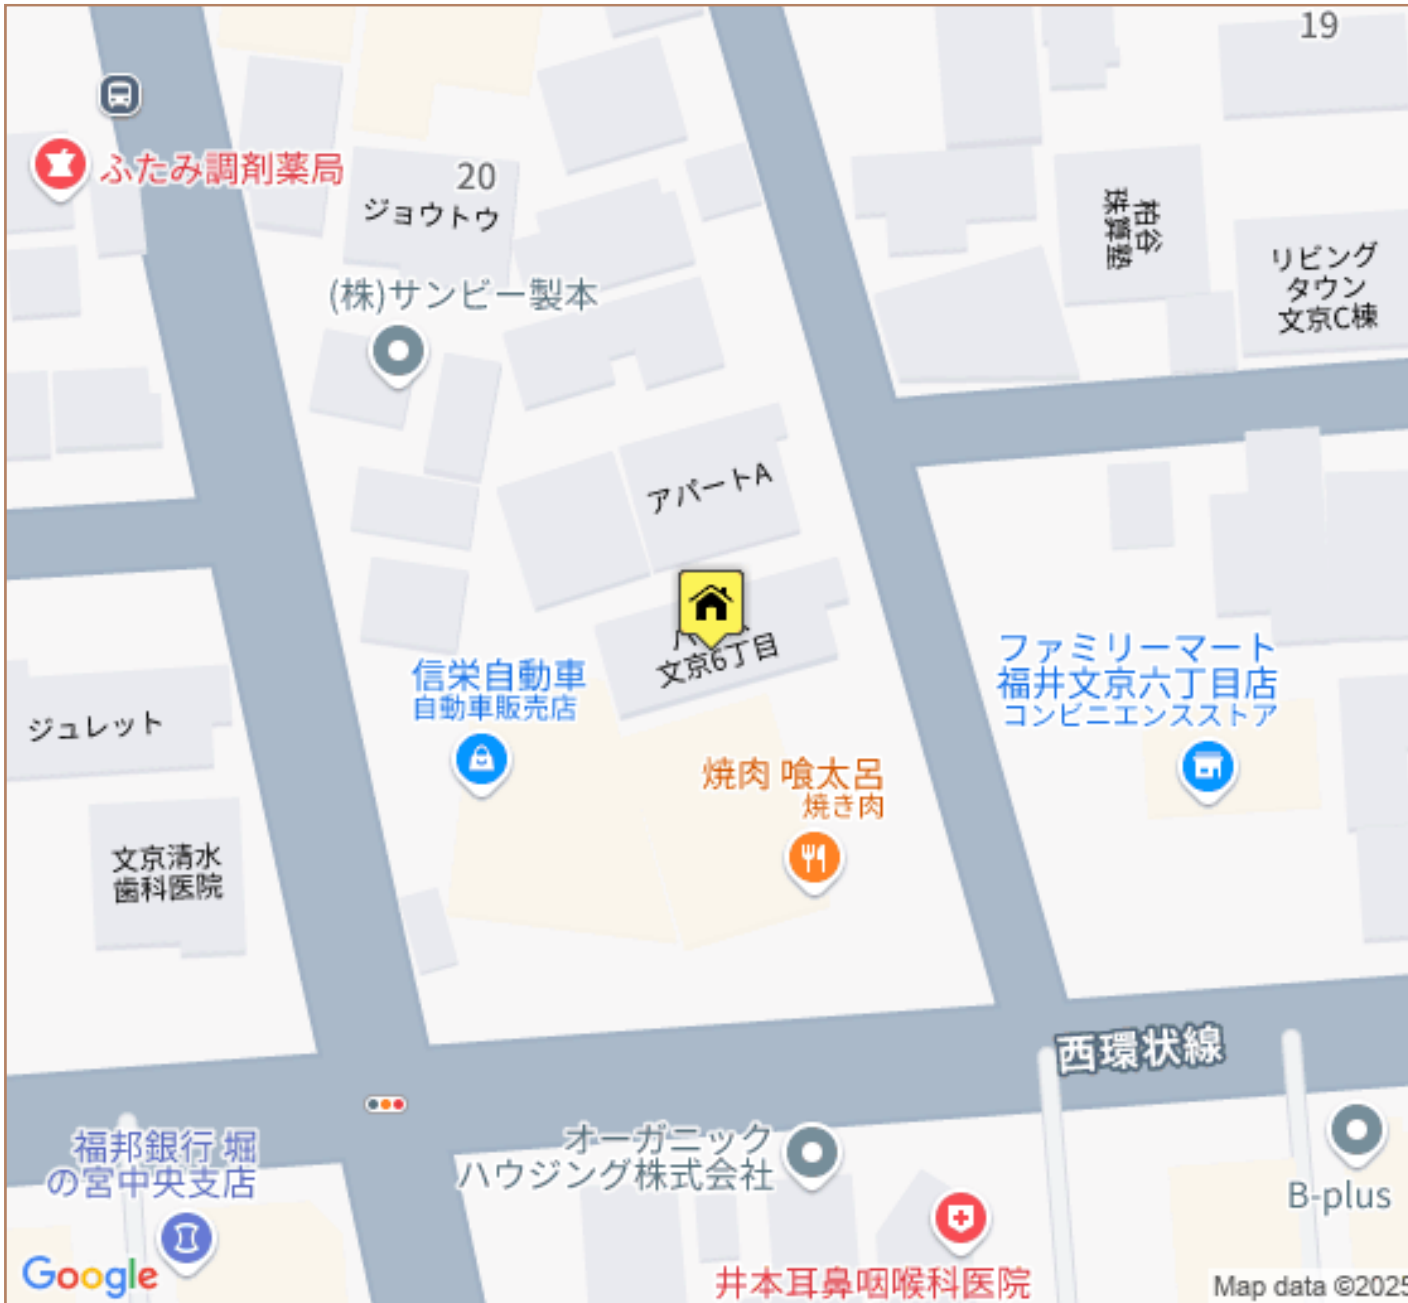 19
ふたみ調剤薬局
20
ジョウトウ
柏谷
珠算塾
リビング
タウン
文京C棟
(株)サンビー製本
アパートA
文京6丁目
信栄自動車
自動車販売店
ファミリーマート
福井文京六丁目店
コンビニエンスストア
ジュレット
焼肉 喰太呂
焼き肉
文京清水
歯科医院
西環状線
福邦銀行 堀
の宮中央支店
オーガニック
ハウジング株式会社
B-plus
井本耳鼻咽喉科医院
Google
Map data ©2025